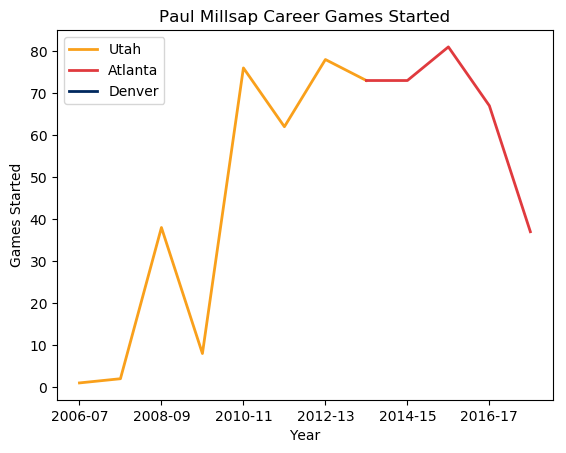 Paul Millsap Career Games Started
Utah
Atlanta
Denver
Games Started
80
70
60
50
40
30
20
10
0
2006-07 2008-09 2010-11 2012-13 2014-15 2016-17
Year